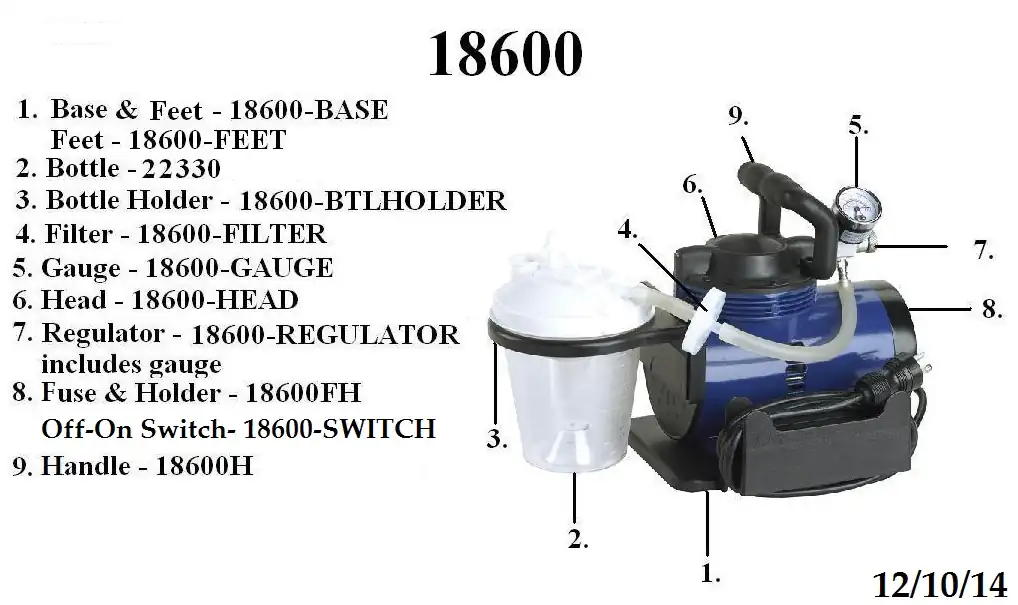 18600
1. Base & Feet - 18600-BASE
Feet - 18600-FEET
2. Bottle - 22330
3. Bottle Holder - 18600-BTLHOLDER
4. Filter - 18600-FILTER
5. Gauge - 18600-GAUGE
6. Head - 18600-HEAD
7. Regulator - 18600-REGULATOR
includes gauge
8. Fuse & Holder - 18600FH
Off-On Switch- 18600-SWITCH
9. Handle - 18600H
9.
5.
6.
4.
7.
8.
3.
2.
1.
12/10/14